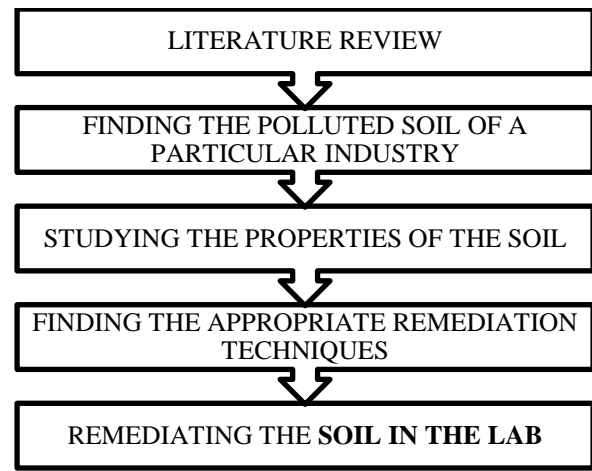 LITERATURE REVIEW
FINDING THE POLLUTED SOIL OF A
PARTICULAR INDUSTRY
STUDYING THE PROPERTIES OF THE SOIL
FINDING THE APPROPRIATE REMEDIATION
TECHNIQUES
REMEDIATING THE SOIL IN THE LAB